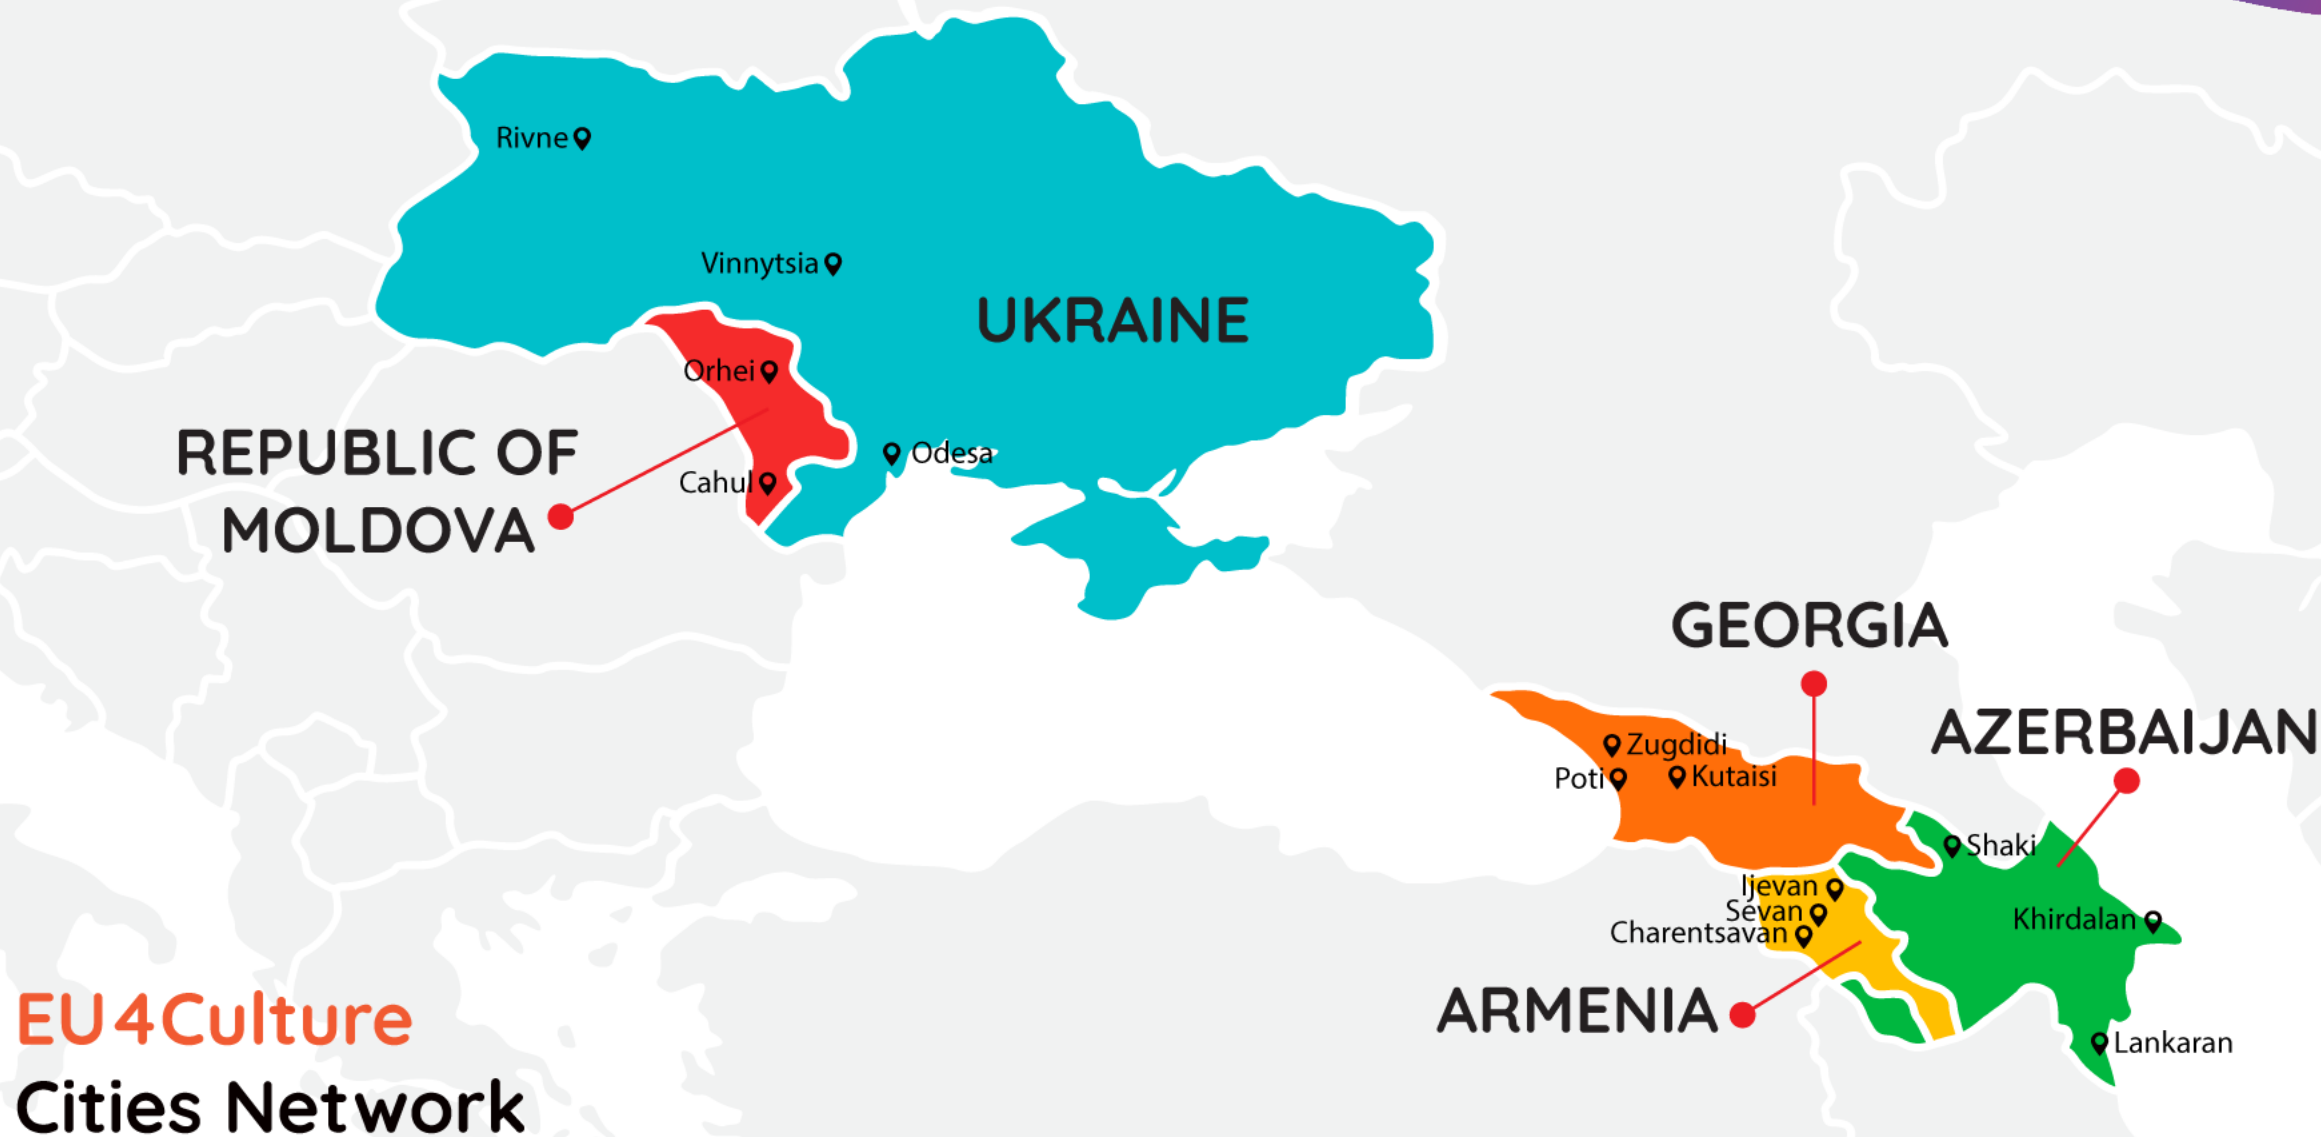 Rivne
Vinnytsia
UKRAINE
Orhei
REPUBLIC OF
MOLDOVA
Odesa
Cahul
GEORGIA
AZERBAIJAN
Zugdidi
Poti
Kutaisi
Shaki
Ijevan
Sevan
Charentsavan
Khirdalan
ARMENIA
Lankaran
EU4Culture
Cities Network